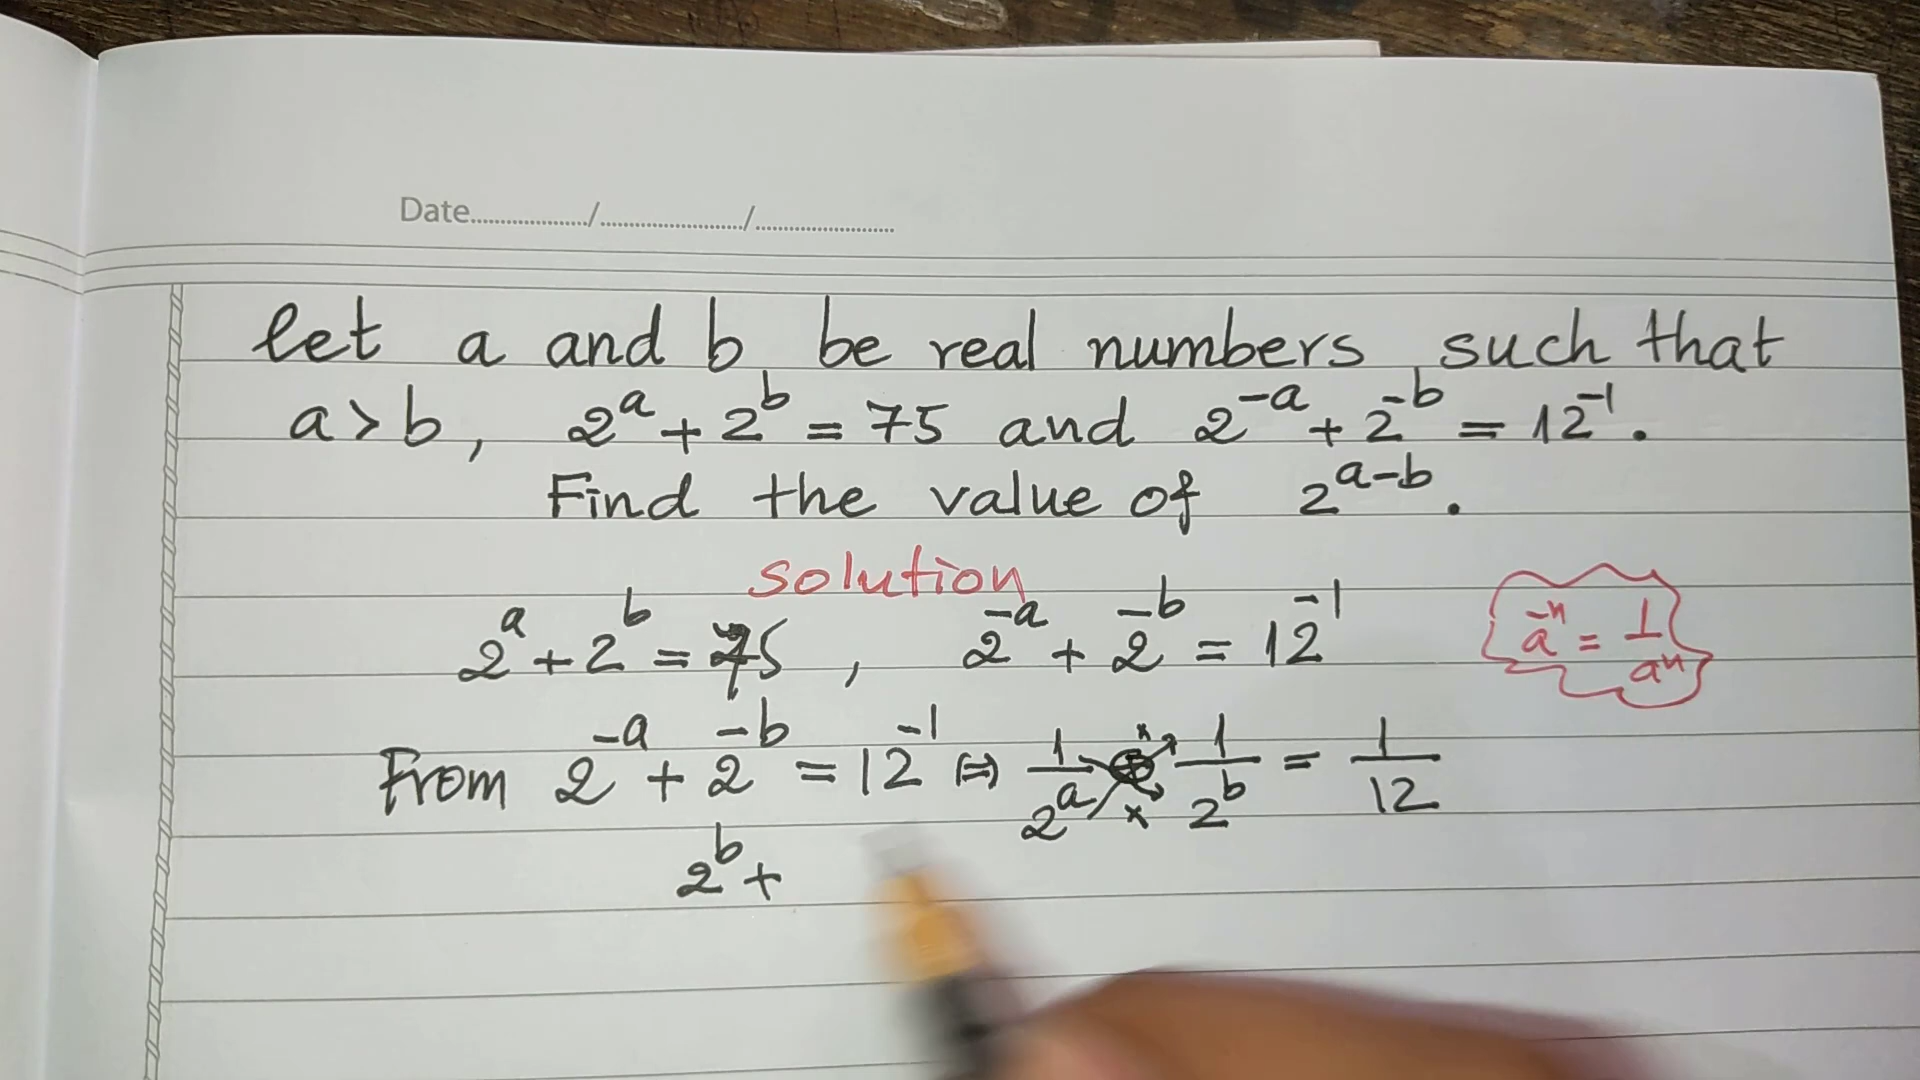 Date
let a and b be real numbers such that
a > b, 2^a + 2^b = 75 and 2^-a + 2^-b = 12^-1.
Find the value of 2^a-b.
solution
2^a + 2^b = 75 , 2^-a + 2^-b = 12^-1
a^-n = 1/a^n
From 2^-a + 2^-b = 12^-1 ⇔ 1/2^a + 1/2^b = 1/12
2^b +